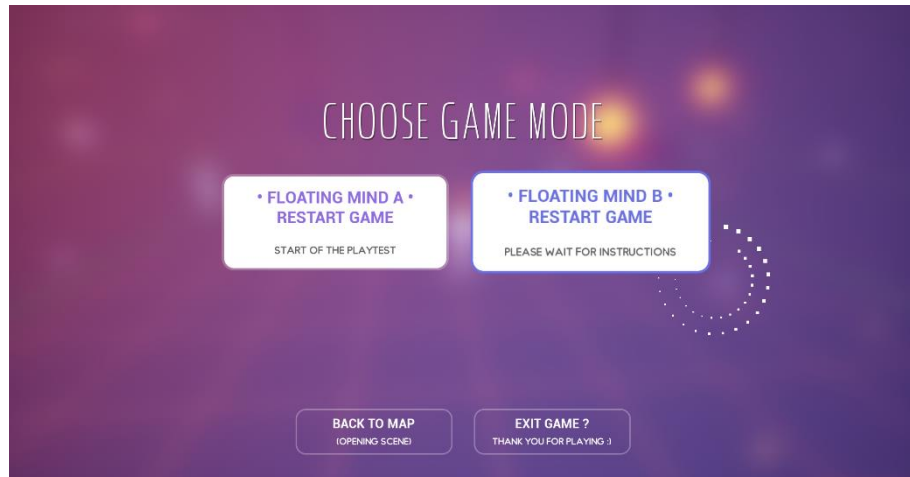 CHOOSE GAME MODE
• FLOATING MIND A •
RESTART GAME
START OF THE PLAYTEST
• FLOATING MIND B •
RESTART GAME
PLEASE WAIT FOR INSTRUCTIONS
BACK TO MAP
(OPENING SCENE)
EXIT GAME ?
THANK YOU FOR PLAYING :)